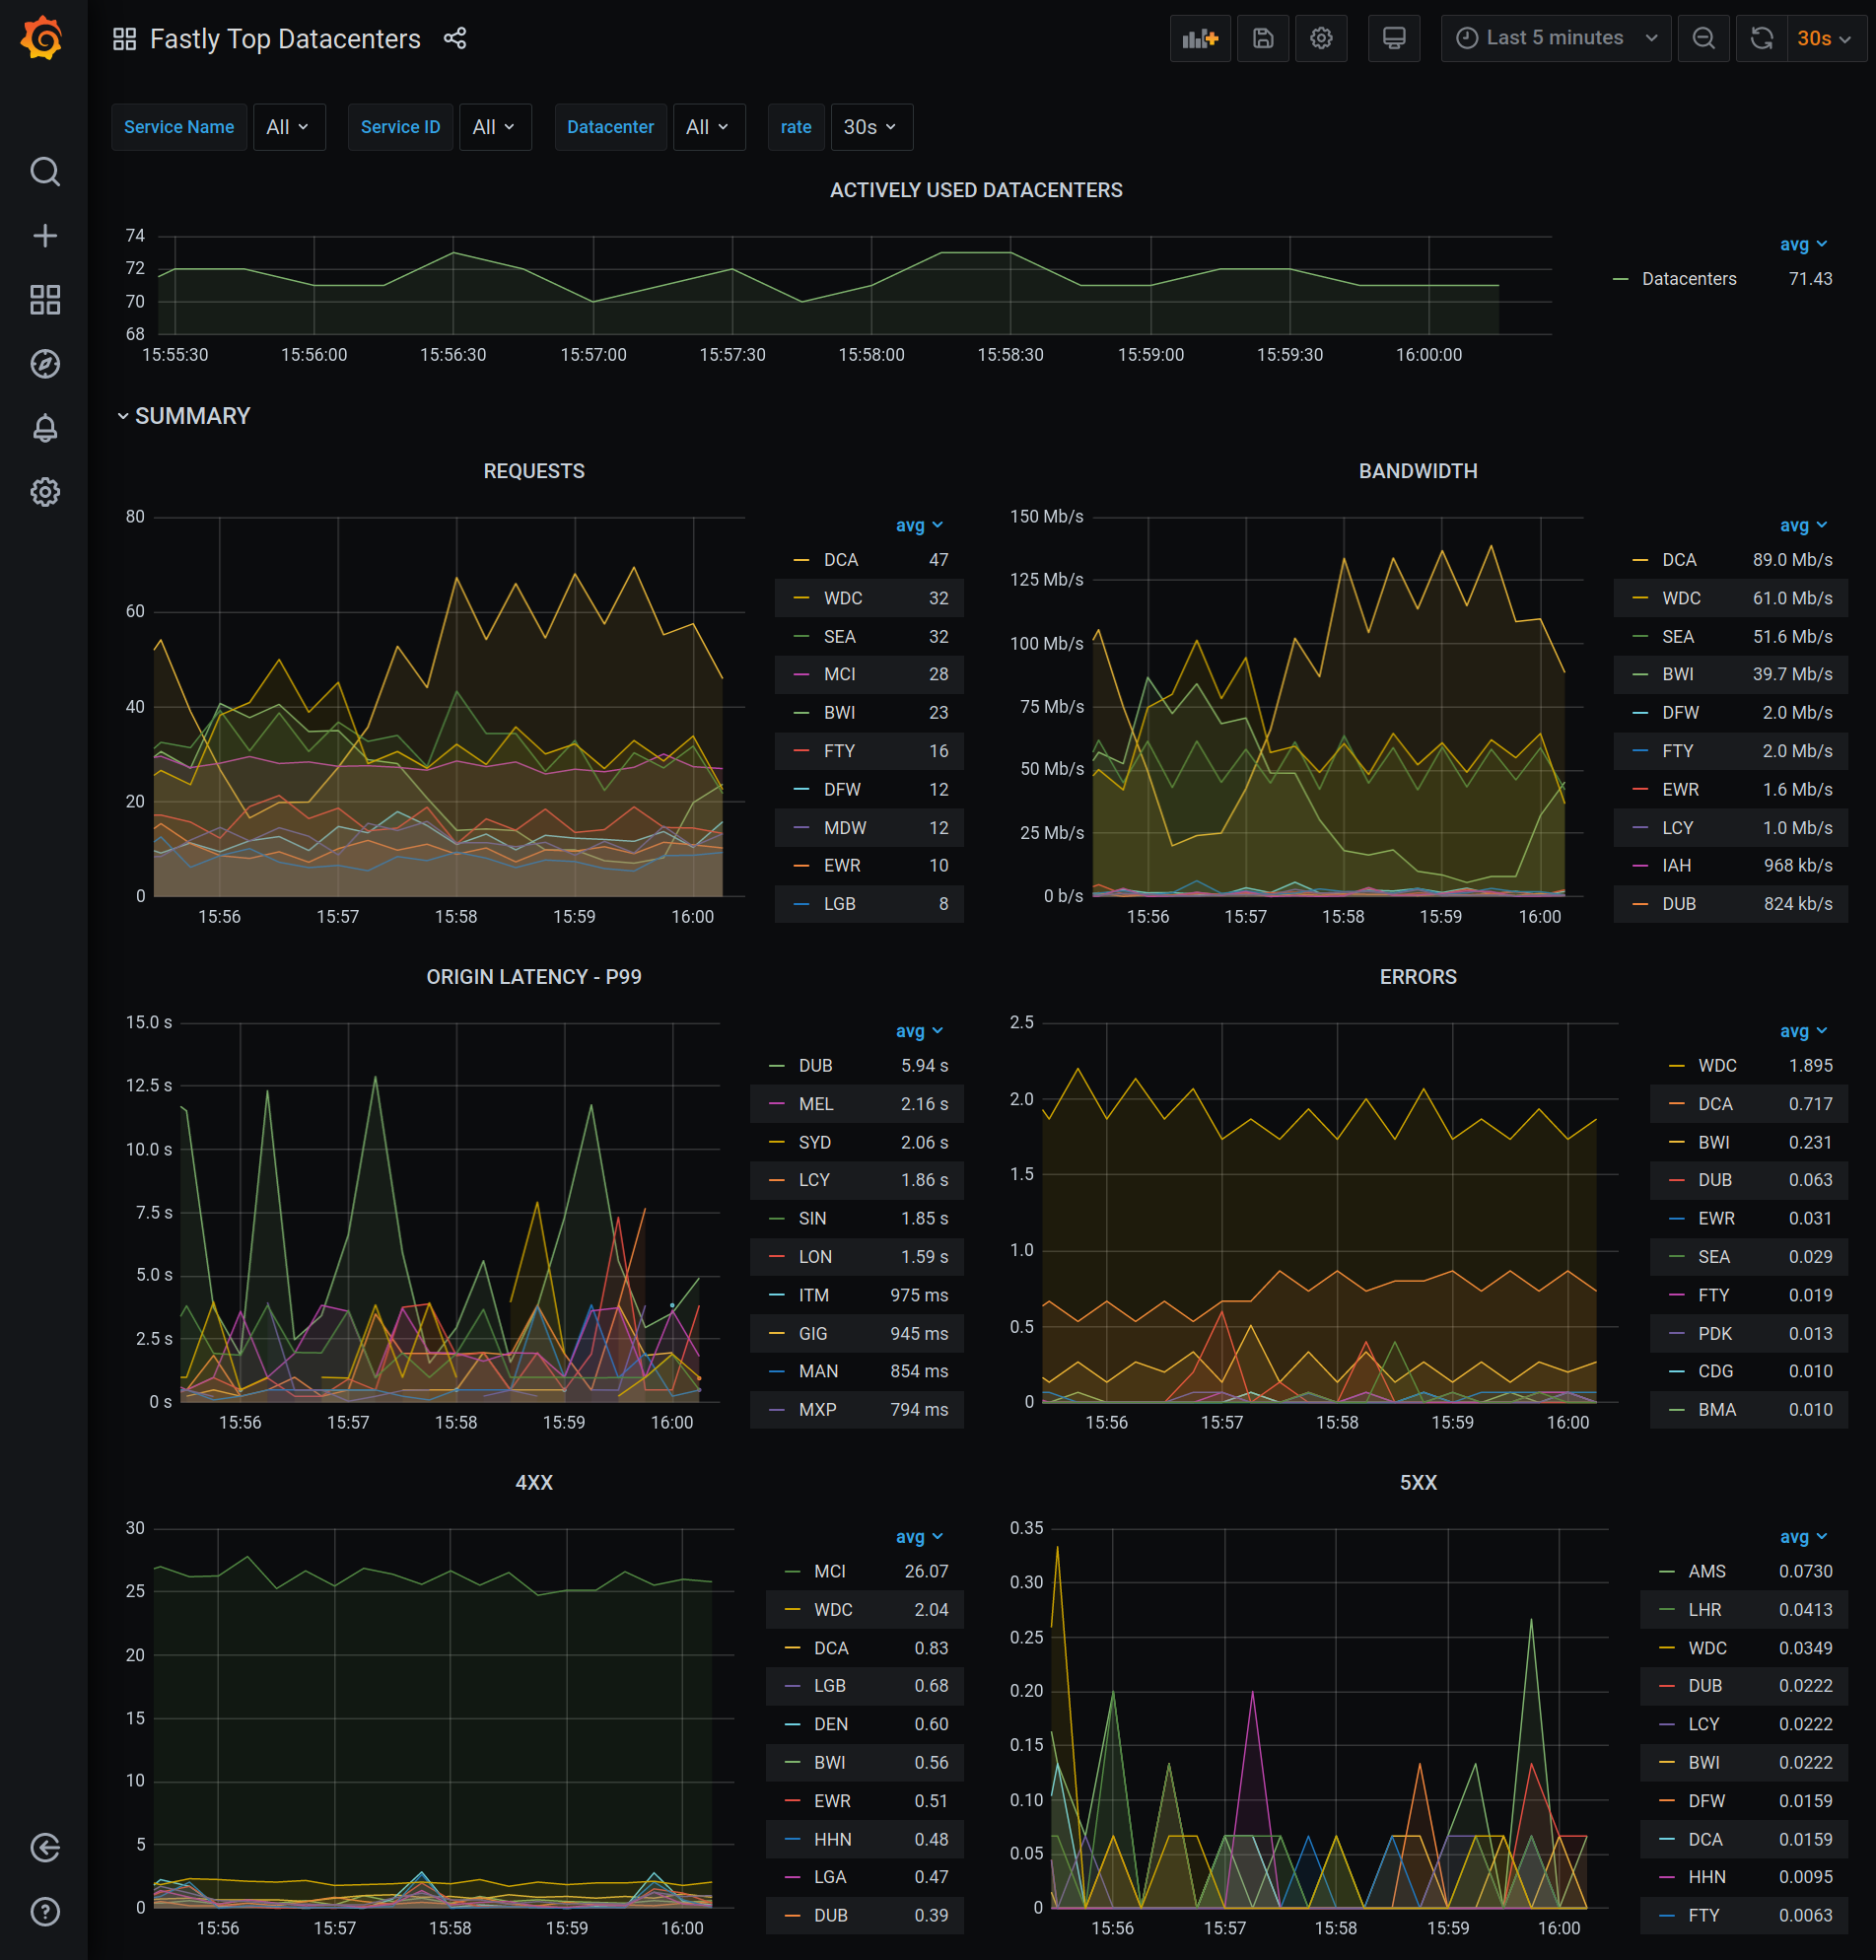 Fastly Top Datacenters
Last 5 minutes
30s
Service Name All Service ID All Datacenter All rate 30s
ACTIVELY USED DATACENTERS
74
72
70
68
15:55:30 15:56:00 15:56:30 15:57:00 15:57:30 15:58:00 15:58:30 15:59:00 15:59:30 16:00:00
avg
Datacenters 71.43
SUMMARY
REQUESTS
80
60
40
20
0
15:56 15:57 15:58 15:59 16:00
avg
DCA 47
WDC 32
SEA 32
MCI 28
BWI 23
FTY 16
DFW 12
MDW 12
EWR 10
LGB 8
BANDWIDTH
150 Mb/s
125 Mb/s
100 Mb/s
75 Mb/s
50 Mb/s
25 Mb/s
0 b/s
15:56 15:57 15:58 15:59 16:00
avg
DCA 89.0 Mb/s
WDC 61.0 Mb/s
SEA 51.6 Mb/s
BWI 39.7 Mb/s
DFW 2.0 Mb/s
FTY 2.0 Mb/s
EWR 1.6 Mb/s
LCY 1.0 Mb/s
IAH 968 kb/s
DUB 824 kb/s
ORIGIN LATENCY - P99
15.0 s
12.5 s
10.0 s
7.5 s
5.0 s
2.5 s
0 s
15:56 15:57 15:58 15:59 16:00
avg
DUB 5.94 s
MEL 2.16 s
SYD 2.06 s
LCY 1.86 s
SIN 1.85 s
LON 1.59 s
ITM 975 ms
GIG 945 ms
MAN 854 ms
MXP 794 ms
ERRORS
2.5
2.0
1.5
1.0
0.5
0
15:56 15:57 15:58 15:59 16:00
avg
WDC 1.895
DCA 0.717
BWI 0.231
DUB 0.063
EWR 0.031
SEA 0.029
FTY 0.019
PDK 0.013
CDG 0.010
BMA 0.010
4XX
30
25
20
15
10
5
0
15:56 15:57 15:58 15:59 16:00
avg
MCI 26.07
WDC 2.04
DCA 0.83
LGB 0.68
DEN 0.60
BWI 0.56
EWR 0.51
HHN 0.48
LGA 0.47
DUB 0.39
5XX
0.35
0.30
0.25
0.20
0.15
0.10
0.05
0
15:56 15:57 15:58 15:59 16:00
avg
AMS 0.0730
LHR 0.0413
WDC 0.0349
DUB 0.0222
LCY 0.0222
BWI 0.0222
DFW 0.0159
DCA 0.0159
HHN 0.0095
FTY 0.0063